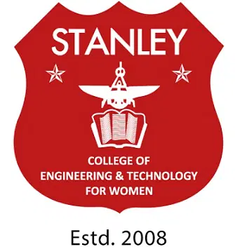 STANLEY
COLLEGE OF
ENGINEERING & TECHNOLOGY
FOR WOMEN
Estd. 2008